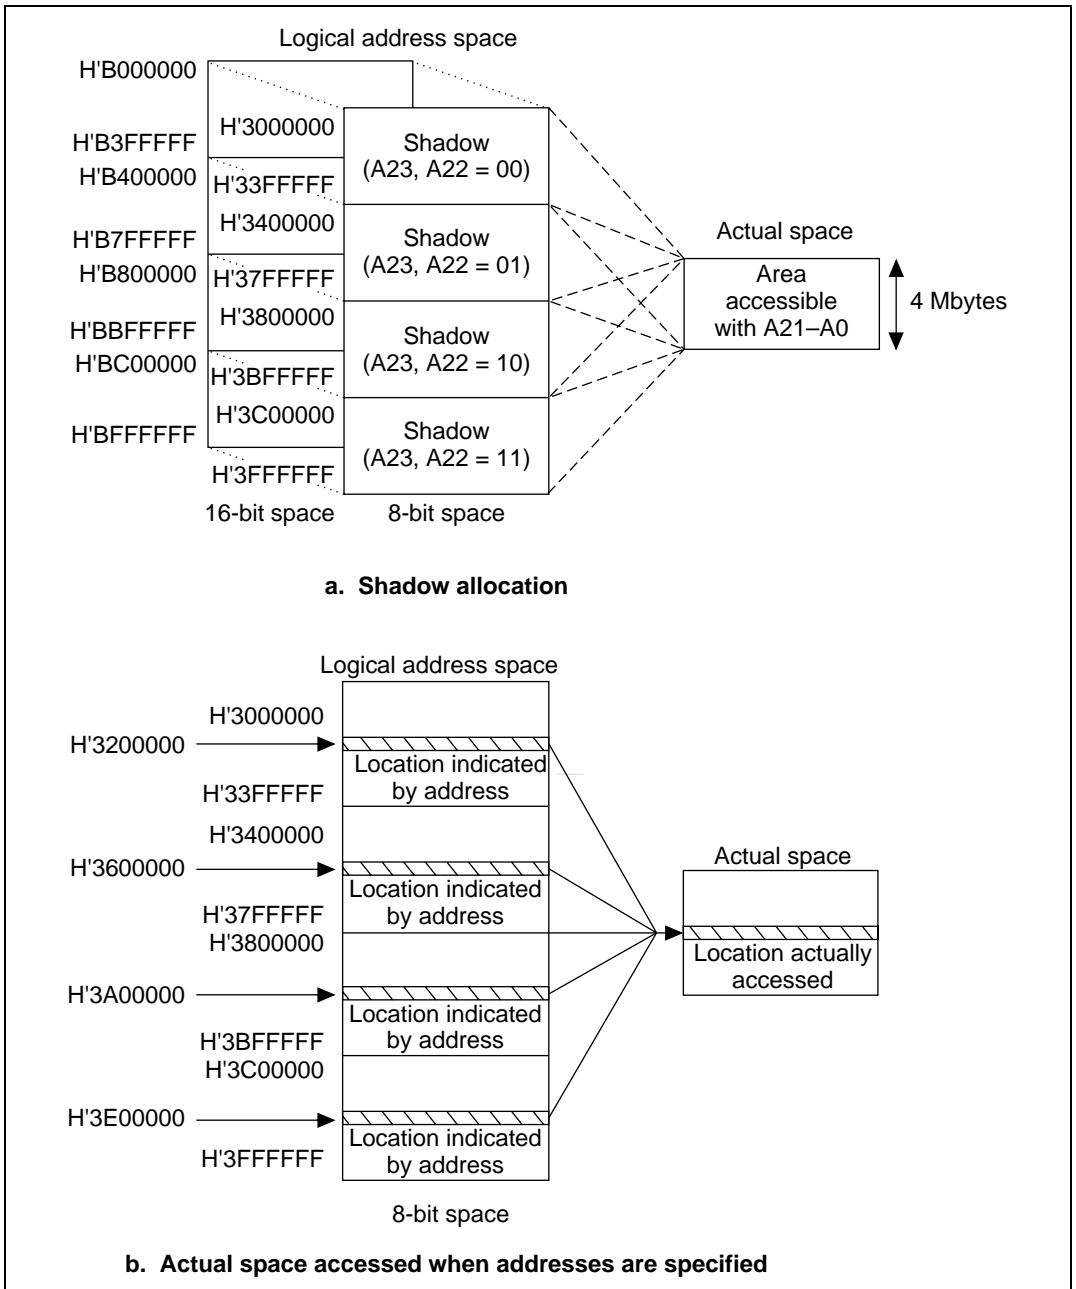 Logical address space
H'B000000
H'3000000
H'B3FFFFF
H'B400000
H'33FFFFF
H'3400000
H'B7FFFFF
H'B800000
H'37FFFFF
H'3800000
H'BBFFFFF
H'BC00000
H'3BFFFFF
H'3C00000
H'BFFFFFF
H'3FFFFFF
Shadow
(A23, A22 = 00)
Shadow
(A23, A22 = 01)
Shadow
(A23, A22 = 10)
Shadow
(A23, A22 = 11)
16-bit space
8-bit space
Actual space
Area
accessible
with A21–A0
4 Mbytes
a. Shadow allocation
Logical address space
H'3000000
H'3200000
Location indicated
by address
H'33FFFFF
H'3400000
H'3600000
Location indicated
by address
H'37FFFFF
H'3800000
H'3A00000
Location indicated
by address
H'3BFFFFF
H'3C00000
H'3E00000
Location indicated
by address
H'3FFFFFF
8-bit space
Actual space
Location actually
accessed
b. Actual space accessed when addresses are specified